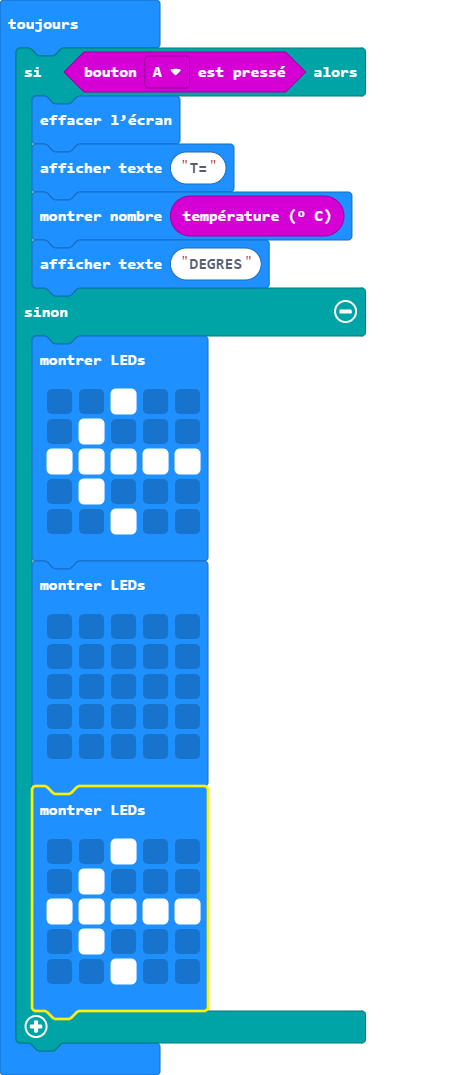 toujours
si bouton A est pressé alors
effacer l’écran
afficher texte "T="
montrer nombre température (º C)
afficher texte "DEGRES"
sinon
montrer LEDs
montrer LEDs
montrer LEDs